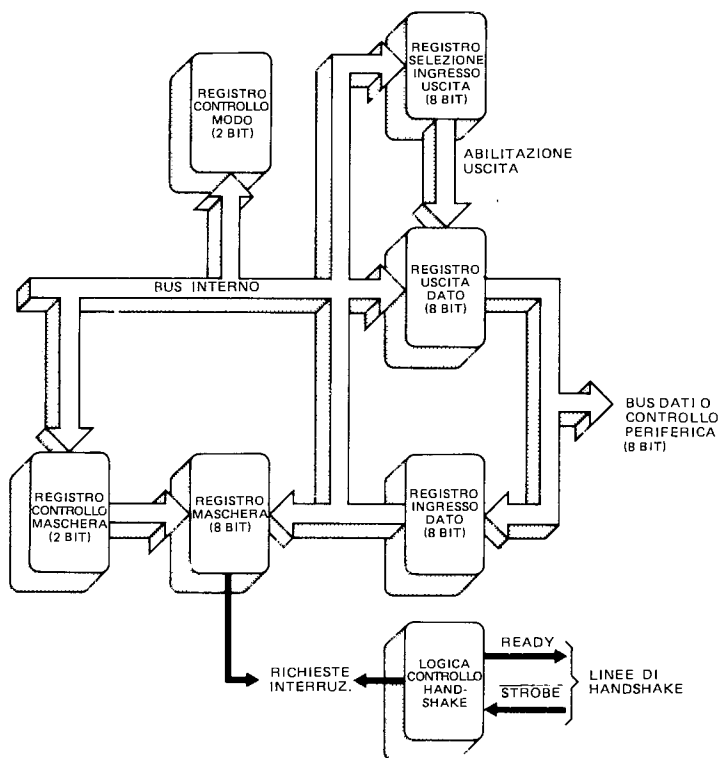 REGISTRO
SELEZIONE
INGRESSO
USCITA
(8 BIT)
REGISTRO
CONTROLLO
MODO
(2 BIT)
ABILITAZIONE
USCITA
BUS INTERNO
REGISTRO
USCITA
DATO
(8 BIT)
BUS DATI O
CONTROLLO
PERIFERICA
(8 BIT)
REGISTRO
CONTROLLO
MASCHERA
(2 BIT)
REGISTRO
MASCHERA
(8 BIT)
REGISTRO
INGRESSO
DATO
(8 BIT)
RICHIESTE
INTERRUZ.
LOGICA
CONTROLLO
HAND-
SHAKE
READY
STROBE
LINEE DI
HANDSHAKE